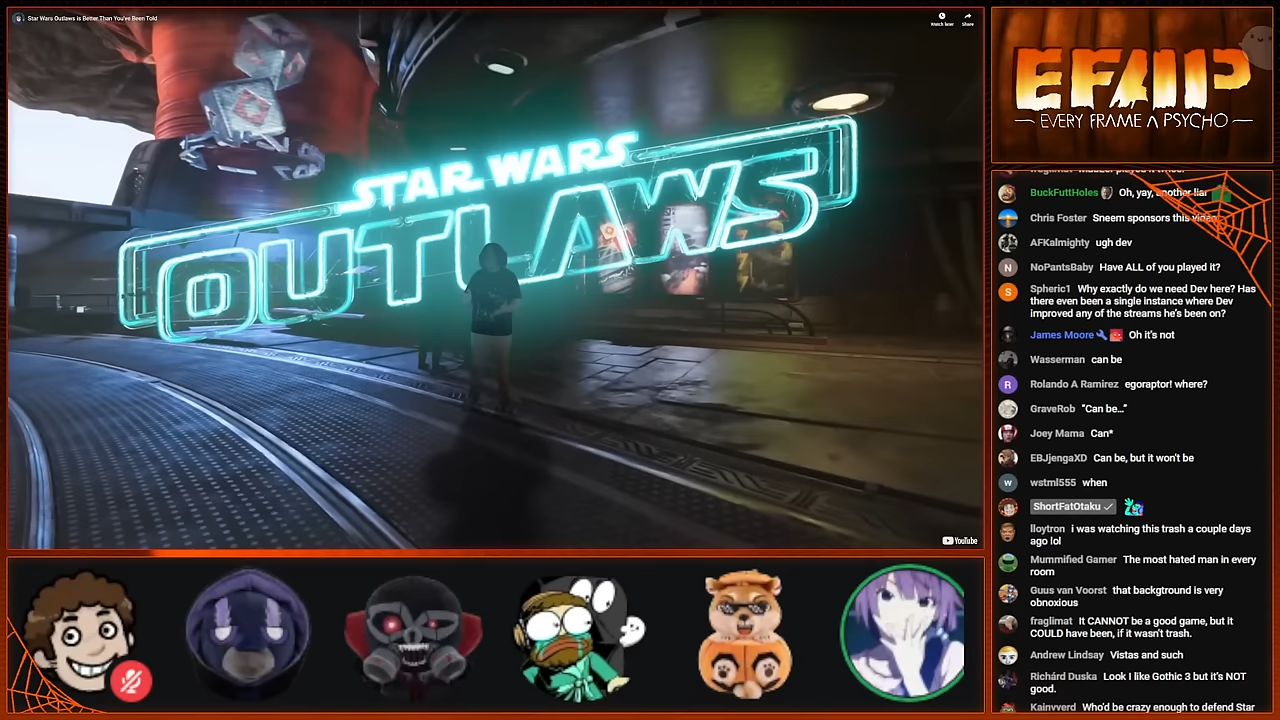 Star Wars Outlaws is Better Than You've Been Told
Watch later
Share
STAR WARS
OUTLAWS
YouTube
EFAP
EVERY FRAME A PSYCHO
BuckFuttHoles Oh, yay, another liar
Chris Foster Sneem sponsors this video
AFKalmighty ugh dev
NoPantsBaby Have ALL of you played it?
Spheric1 Why exactly do we need Dev here? Has
there even been a single instance where Dev
improved any of the streams he's been on?
James Moore Oh it's not
Wasserman can be
Rolando A Ramirez egoraptor! where?
GraveRob "Can be..."
Joey Mama Can*
EBJjengaXD Can be, but it won't be
wstml555 when
ShortFatOtaku
lloytron i was watching this trash a couple days
ago lol
Mummified Gamer The most hated man in every
room
Guus van Voorst that backgtround is very
obnoxious
fraglimat It CANNOT be a good game, but it
COULD have been, if it wasn't trash.
Andrew Lindsay Vistas and such
Richárd Duska Look I like Gothic 3 but it's NOT
good.
Kainvverd Who'd be crazy enough to defend Star